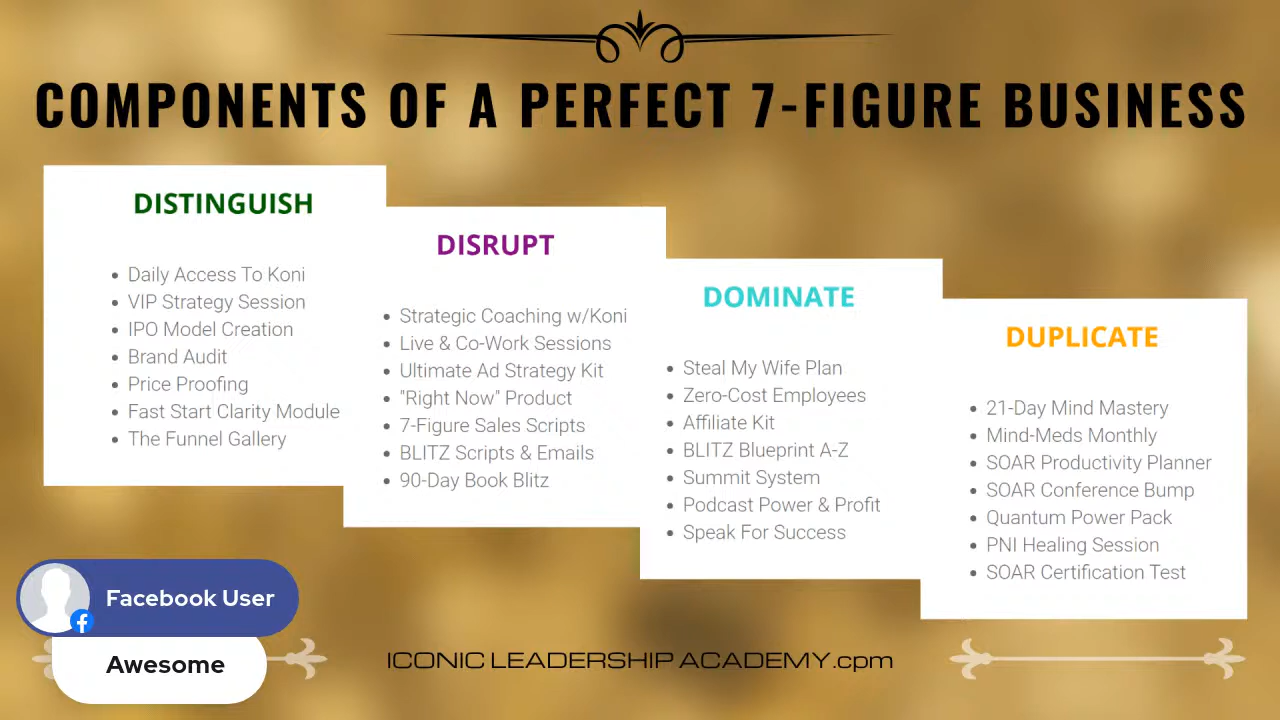 COMPONENTS OF A PERFECT 7-FIGURE BUSINESS
DISTINGUISH
Daily Access To Koni
VIP Strategy Session
IPO Model Creation
Brand Audit
Price Proofing
Fast Start Clarity Module
The Funnel Gallery
DISRUPT
Strategic Coaching w/Koni
Live & Co-Work Sessions
Ultimate Ad Strategy Kit
"Right Now" Product
7-Figure Sales Scripts
BLITZ Scripts & Emails
90-Day Book Blitz
DOMINATE
Steal My Wife Plan
Zero-Cost Employees
Affiliate Kit
BLITZ Blueprint A-Z
Summit System
Podcast Power & Profit
Speak For Success
DUPLICATE
21-Day Mind Mastery
Mind-Meds Monthly
SOAR Productivity Planner
SOAR Conference Bump
Quantum Power Pack
PNI Healing Session
SOAR Certification Test
Facebook User
Awesome
ICONIC LEADERSHIP ACADEMY.cpm